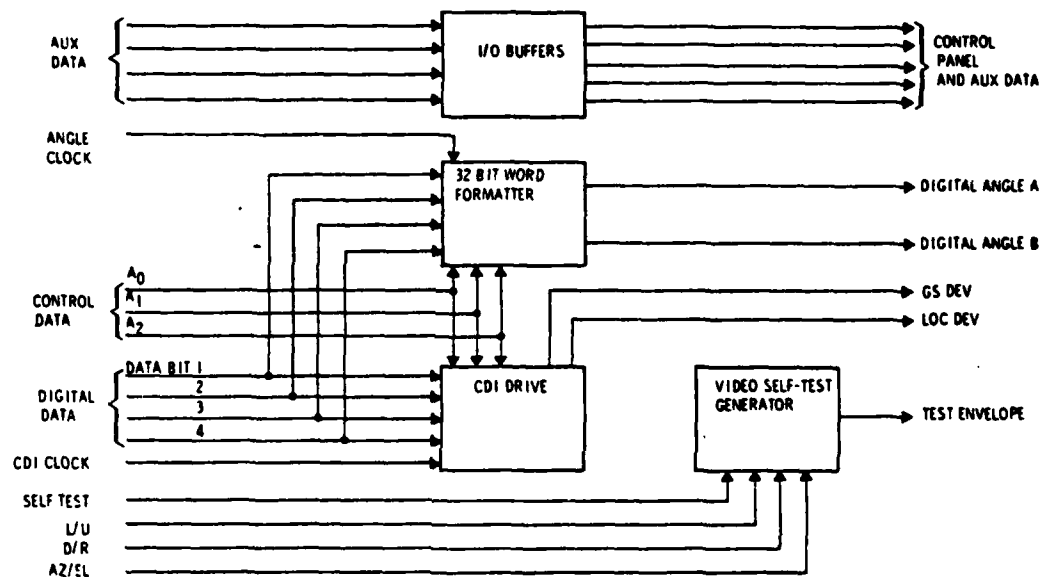 AUX
DATA
I/O BUFFERS
CONTROL
PANEL
AND AUX DATA
ANGLE
CLOCK
32 BIT WORD
FORMATTER
DIGITAL ANGLE A
DIGITAL ANGLE B
CONTROL
DATA
A0
A1
A2
GS DEV
LOC DEV
DIGITAL
DATA
DATA BIT 1
2
3
4
CDI DRIVE
VIDEO SELF-TEST
GENERATOR
TEST ENVELOPE
CDI CLOCK
SELF TEST
L/U
D/R
AZ/EL